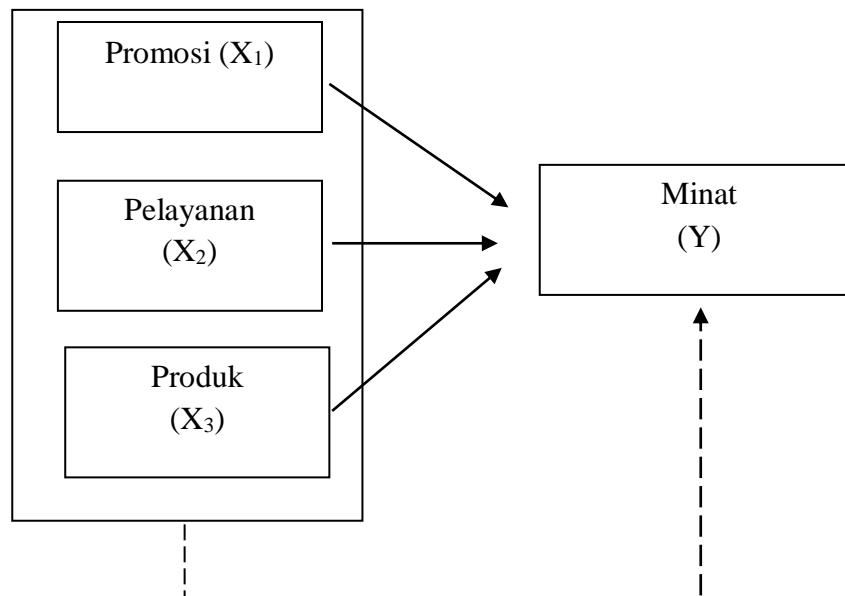 Promosi (X₁)
Pelayanan
(X₂)
Produk
(X₃)
Minat
(Y)